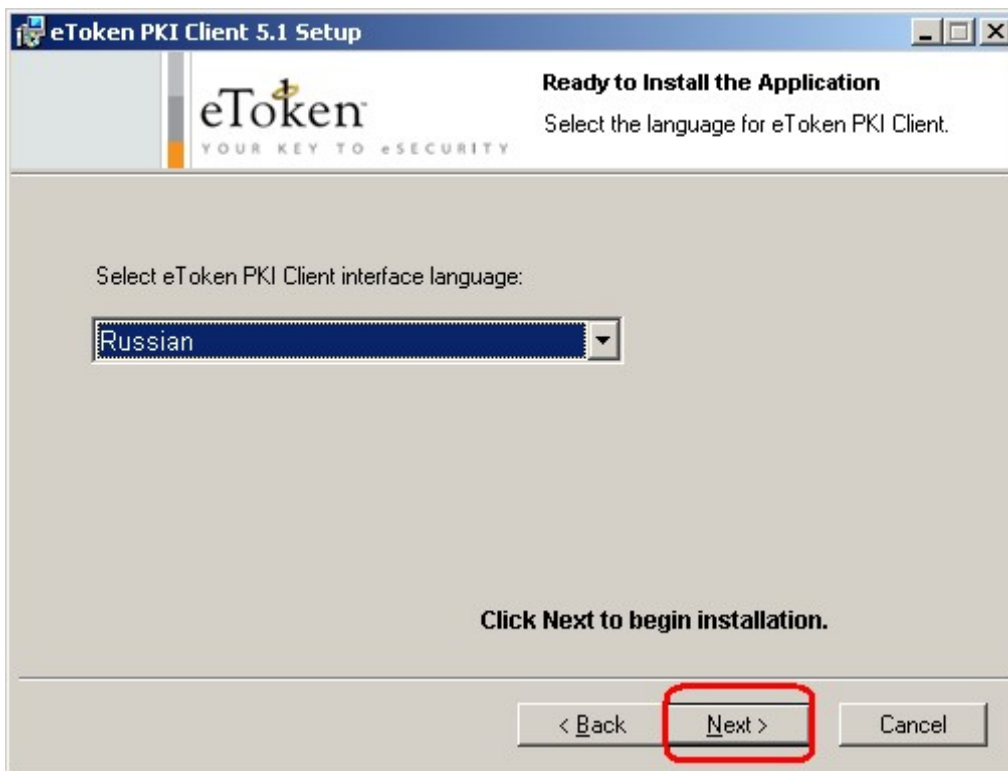 eToken PKI Client 5.1 Setup
eToken
YOUR KEY TO eSECURITY
Ready to Install the Application
Select the language for eToken PKI Client.
Select eToken PKI Client interface language:
Russian
Click Next to begin installation.
< Back
Next >
Cancel